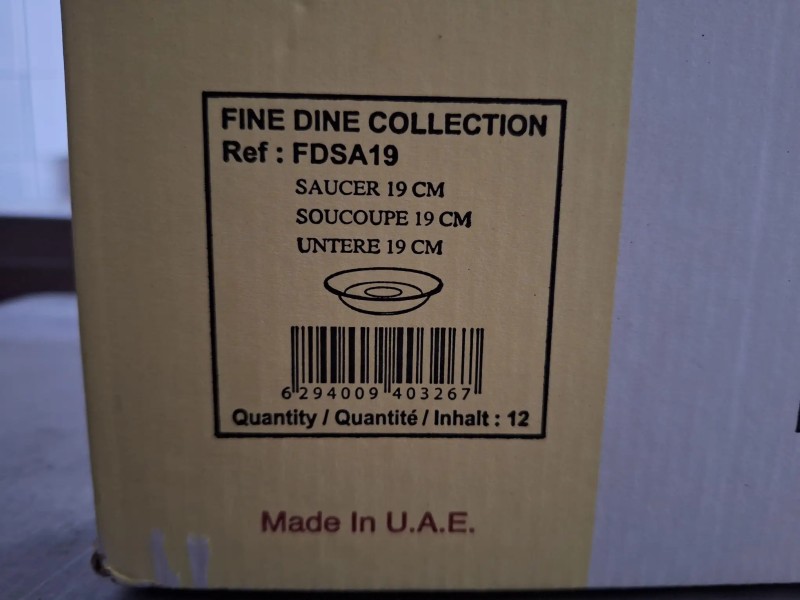 FINE DINE COLLECTION
Ref : FDSA19
SAUCER 19 CM
SOUCOUPE 19 CM
UNTERE 19 CM
6 294009 403267
Quantity / Quantité / Inhalt : 12
Made In U.A.E.